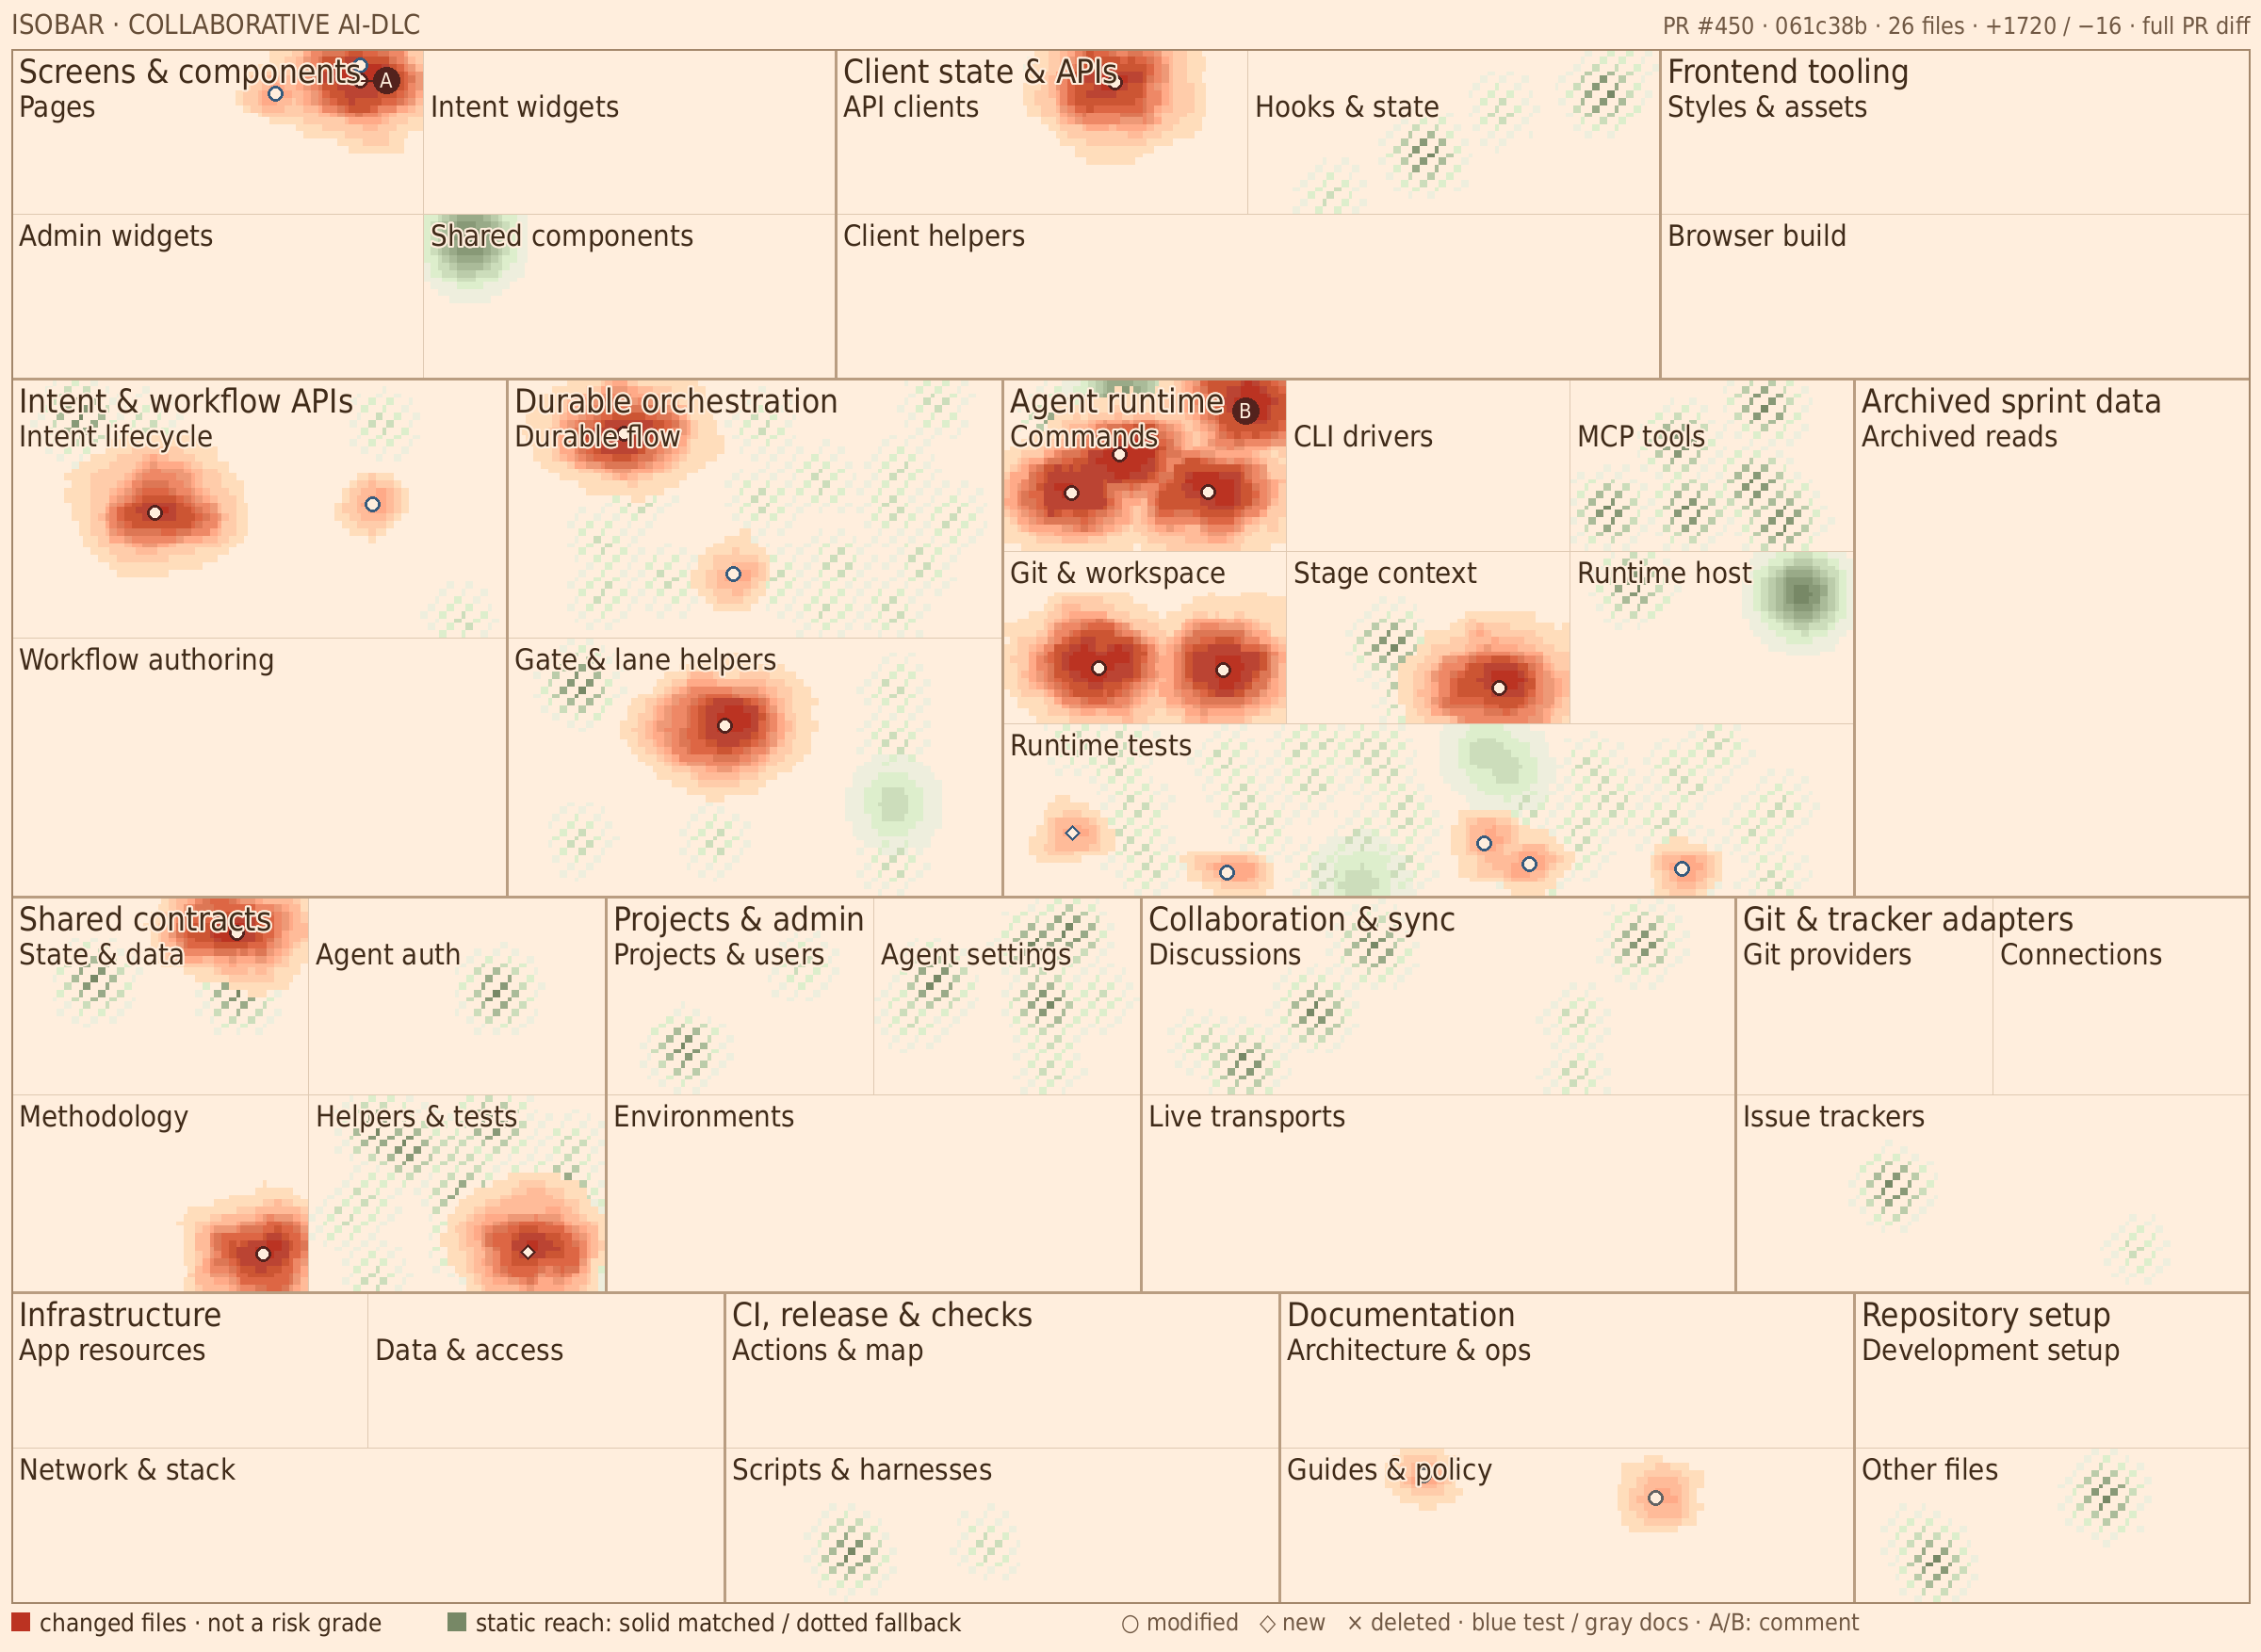 ISOBAR · COLLABORATIVE AI-DLC
PR #450 · 061c38b · 26 files · +1720 / −16 · full PR diff
Screens & components
Pages
A
Intent widgets
Client state & APIs
API clients
Hooks & state
Frontend tooling
Styles & assets
Admin widgets
Shared components
Client helpers
Browser build
Intent & workflow APIs
Intent lifecycle
Durable orchestration
Durable flow
Agent runtime
B
Commands
CLI drivers
MCP tools
Archived sprint data
Archived reads
Git & workspace
Stage context
Runtime host
Workflow authoring
Gate & lane helpers
Runtime tests
Shared contracts
State & data
Agent auth
Projects & admin
Projects & users
Agent settings
Collaboration & sync
Discussions
Git & tracker adapters
Git providers
Connections
Methodology
Helpers & tests
Environments
Live transports
Issue trackers
Infrastructure
App resources
Data & access
CI, release & checks
Actions & map
Documentation
Architecture & ops
Repository setup
Development setup
Network & stack
Scripts & harnesses
Guides & policy
Other files
changed files · not a risk grade
static reach: solid matched / dotted fallback
○ modified ◇ new × deleted · blue test / gray docs · A/B: comment